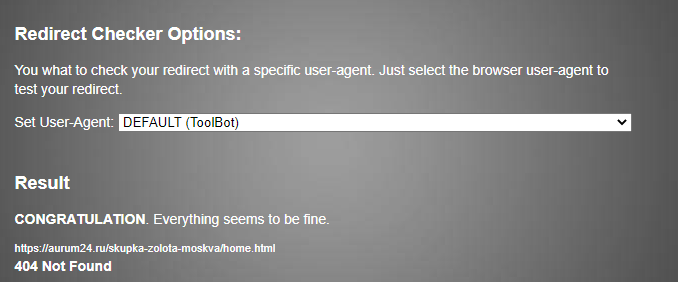 Redirect Checker Options:
You what to check your redirect with a specific user-agent. Just select the browser user-agent to
test your redirect.
Set User-Agent: DEFAULT (ToolBot)
Result
CONGRATULATION. Everything seems to be fine.
https://aurum24.ru/skupka-zolota-moskva/home.html
404 Not Found